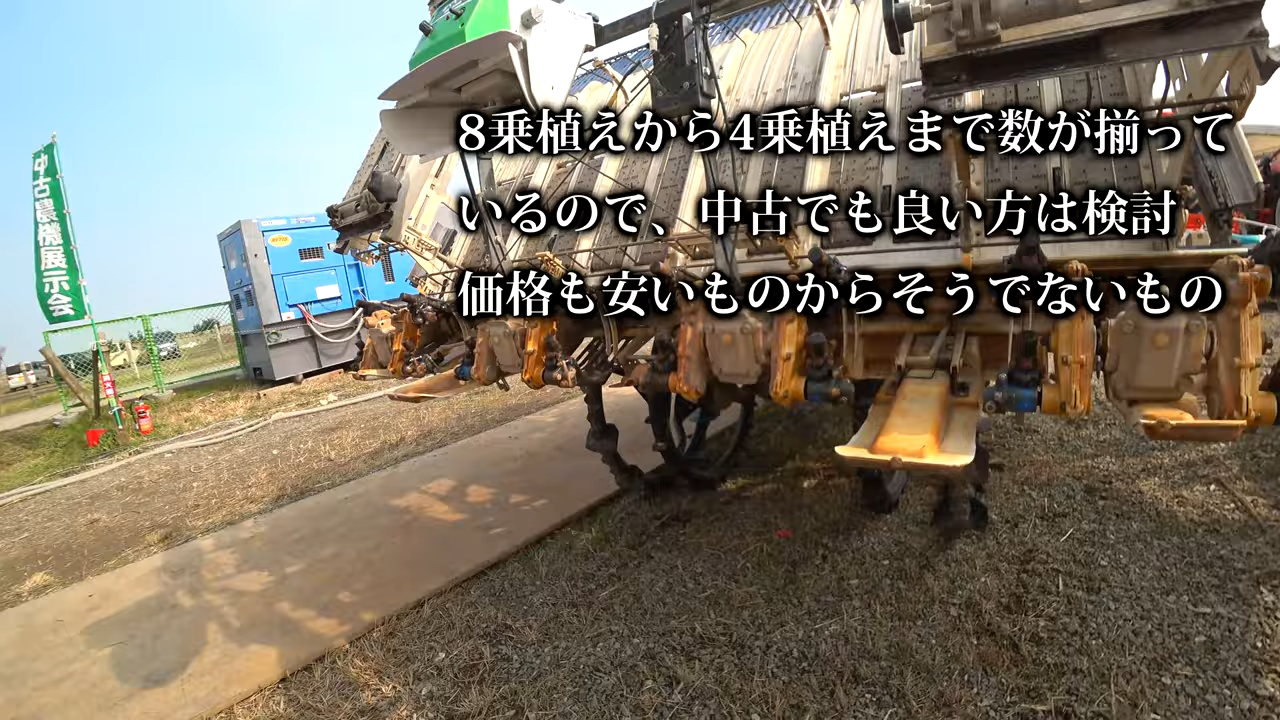 8乗植えから4乗植えまで数が揃って
いるので、中古でも良い方は検討
価格も安いものからそうでないもの
中古農機展示会